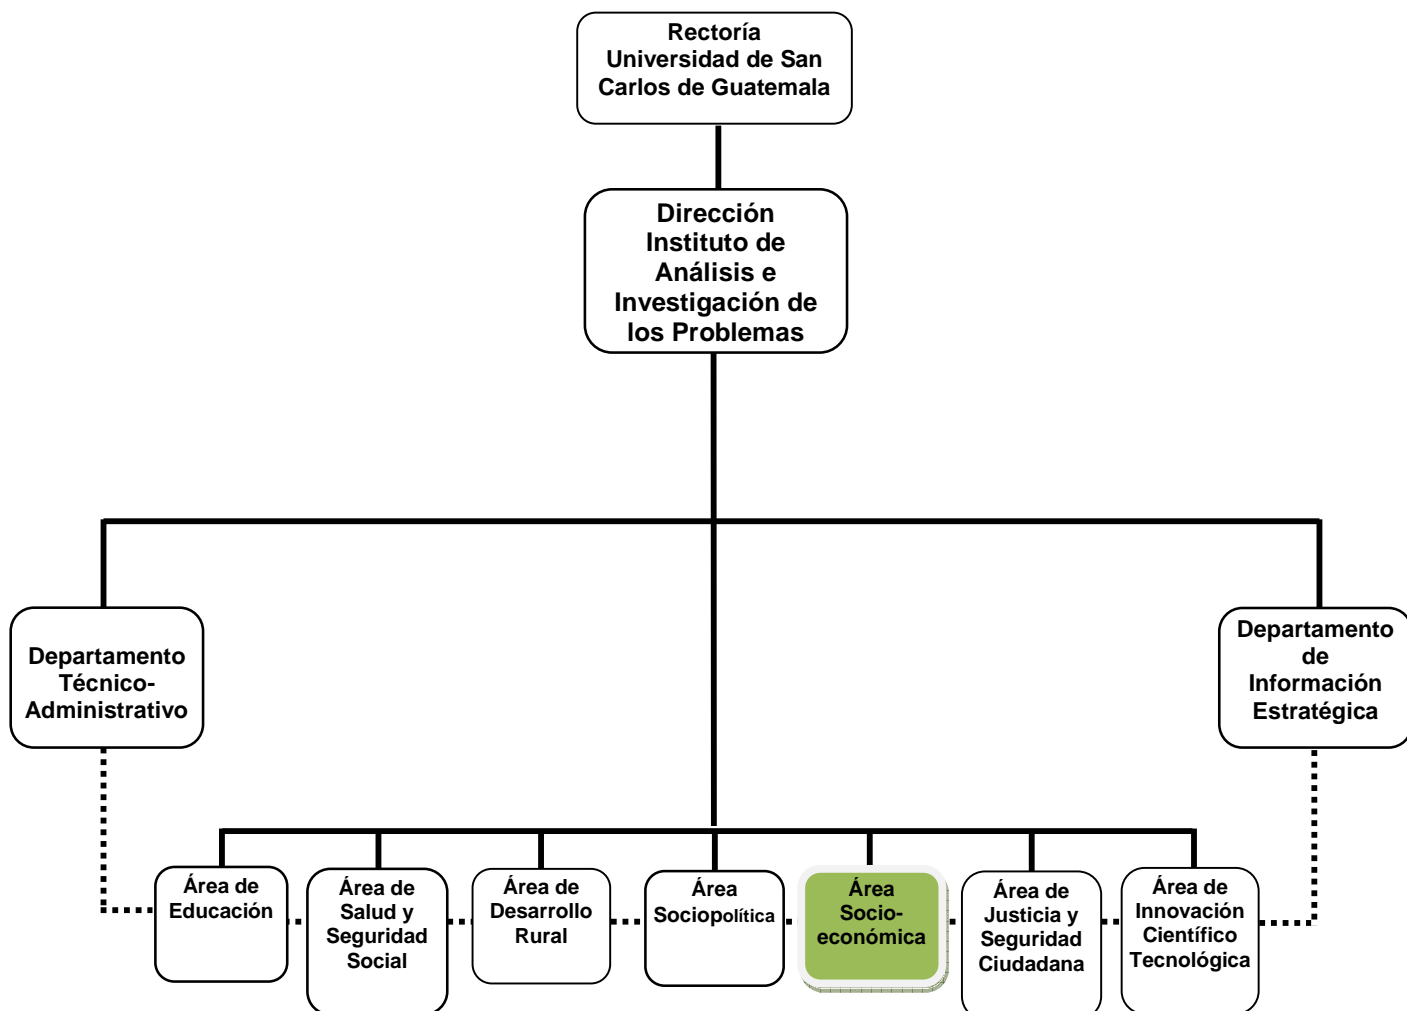 Rectoría
Universidad de San
Carlos de Guatemala
Dirección
Instituto de
Análisis e
Investigación de
los Problemas
Departamento
Técnico-
Administrativo
Departamento
de
Información
Estratégica
Área de
Educación
Área de
Salud y
Seguridad
Social
Área de
Desarrollo
Rural
Área
Sociopolítica
Área
Socio-
económica
Área de
Justicia y
Seguridad
Ciudadana
Área de
Innovación
Científico
Tecnológica